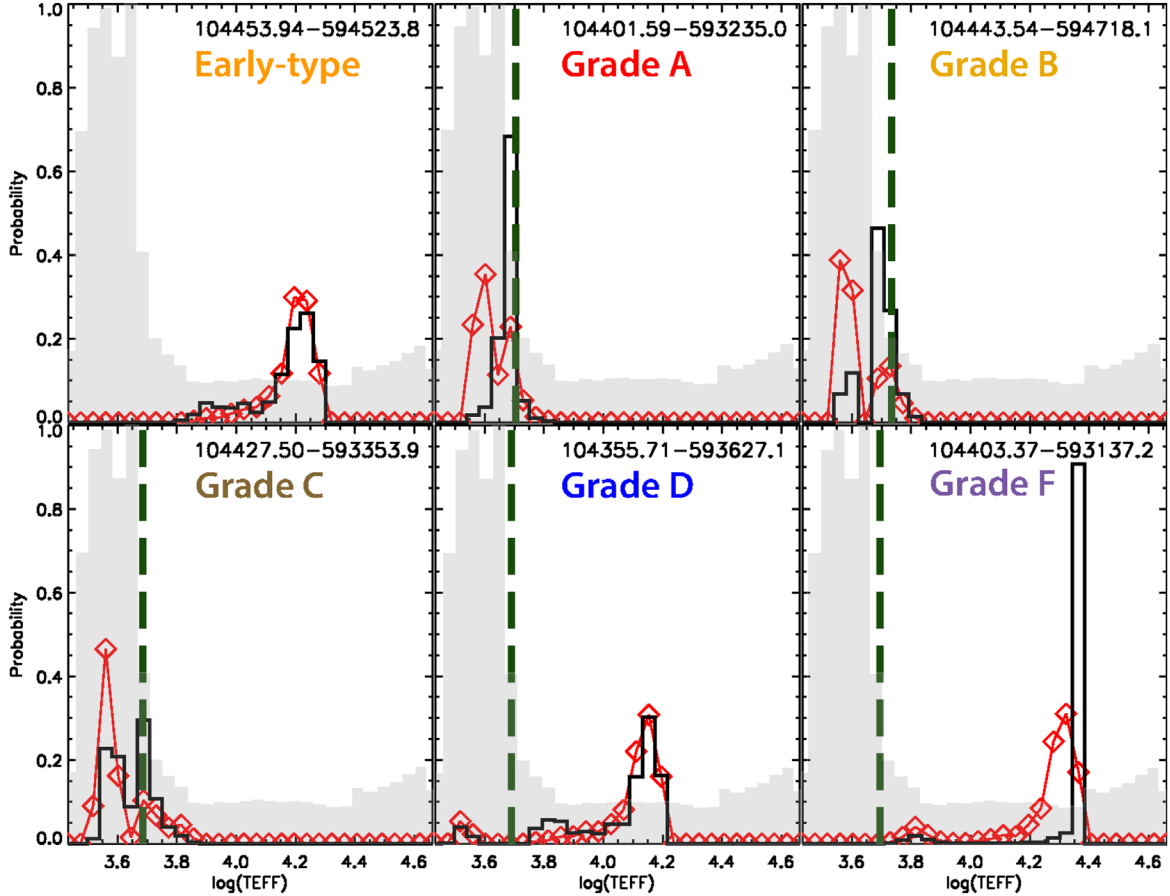 104453.94−594523.8
Early-type
104401.59−593235.0
Grade A
104443.54−594718.1
Grade B
1.0
0.8
0.6
0.4
0.2
0.0
Probability
104427.50−593353.9
Grade C
104355.71−593627.1
Grade D
104403.37−593137.2
Grade F
1.0
0.8
0.6
0.4
0.2
0.0
Probability
3.6 3.8 4.0 4.2 4.4 4.6
log(TEFF)
3.6 3.8 4.0 4.2 4.4 4.6
log(TEFF)
3.6 3.8 4.0 4.2 4.4 4.6
log(TEFF)